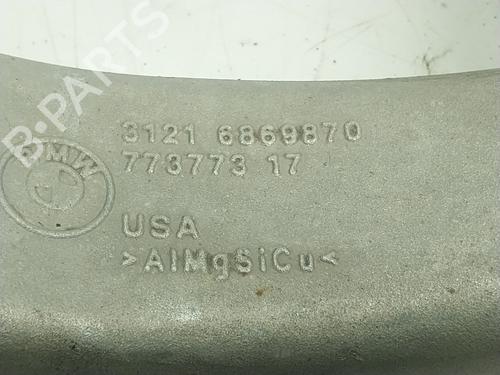 B-PARTS
3121 6869870
BMW
773773 17
USA
>AlMgSiCu<